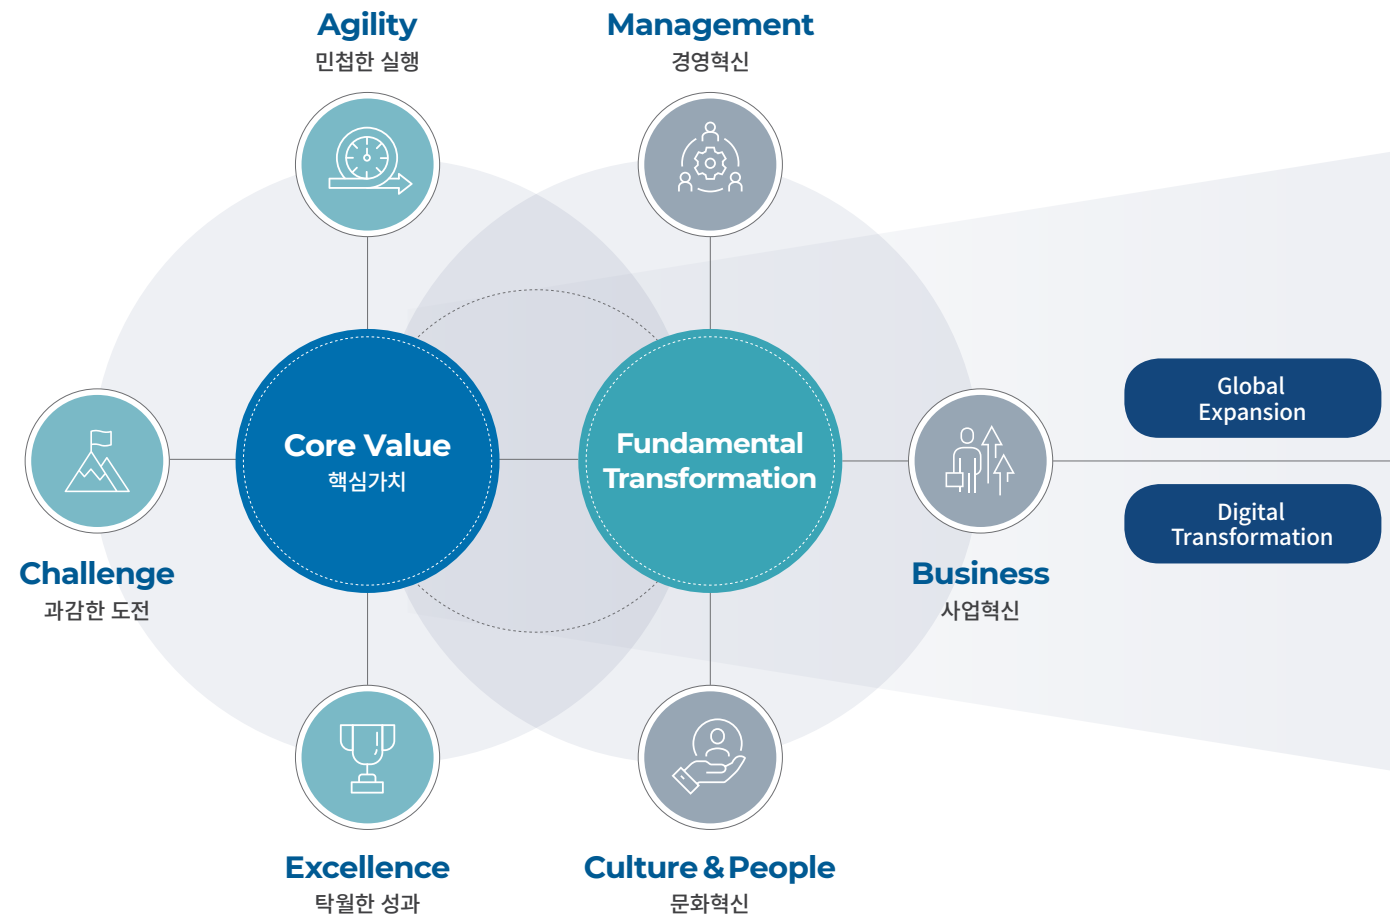 Agility
민첩한 실행
Management
경영혁신
Core Value
핵심가치
Fundamental
Transformation
Global
Expansion
Digital
Transformation
Challenge
과감한 도전
Business
사업혁신
Excellence
탁월한 성과
Culture & People
문화혁신